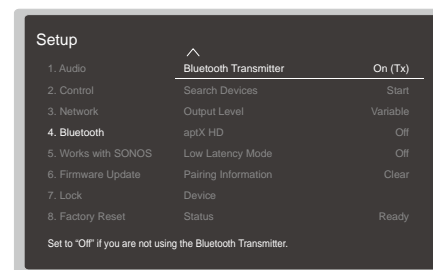 Setup
1. Audio
Bluetooth Transmitter On (Tx)
2. Control
Search Devices Start
3. Network
Output Level Variable
4. Bluetooth
aptX HD Off
5. Works with SONOS
Low Latency Mode Off
6. Firmware Update
Pairing Information Clear
7. Lock
Device
8. Factory Reset
Status Ready
Set to “Off” if you are not using the Bluetooth Transmitter.